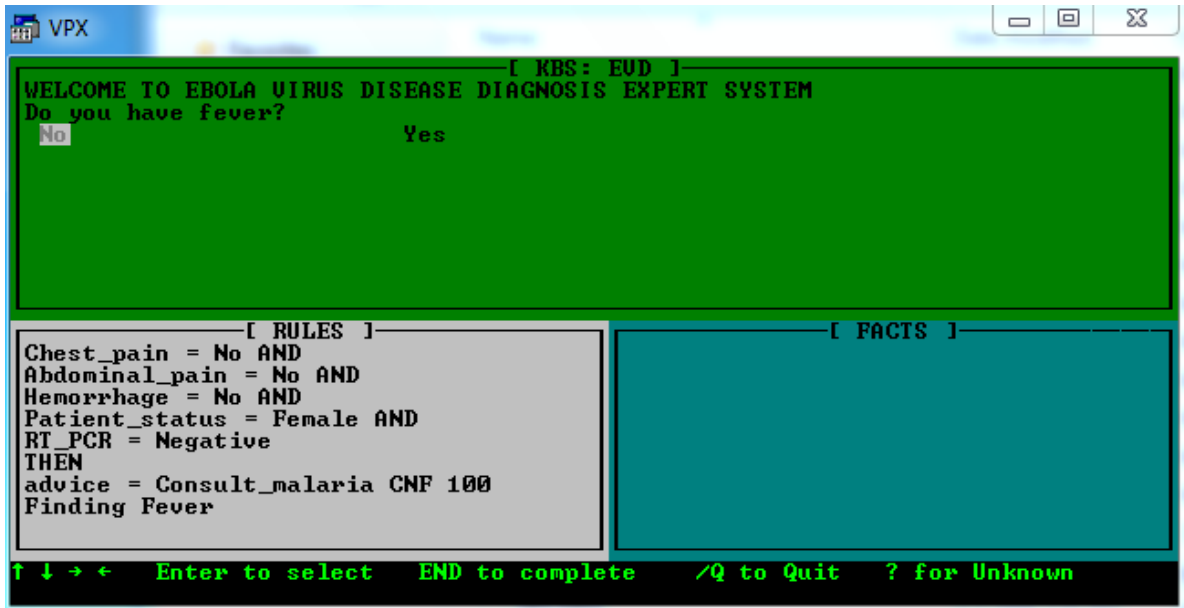 VPX
[ KBS: EVD ]
WELCOME TO EBOLA VIRUS DISEASE DIAGNOSIS EXPERT SYSTEM
Do you have fever?
No Yes
[ RULES ]
Chest_pain = No AND
Abdominal_pain = No AND
Hemorrhage = No AND
Patient_status = Female AND
RT_PCR = Negative
THEN
advice = Consult_malaria CNF 100
Finding Fever
[ FACTS ]
↑ ↓ → ← Enter to select END to complete /Q to Quit ? for Unknown